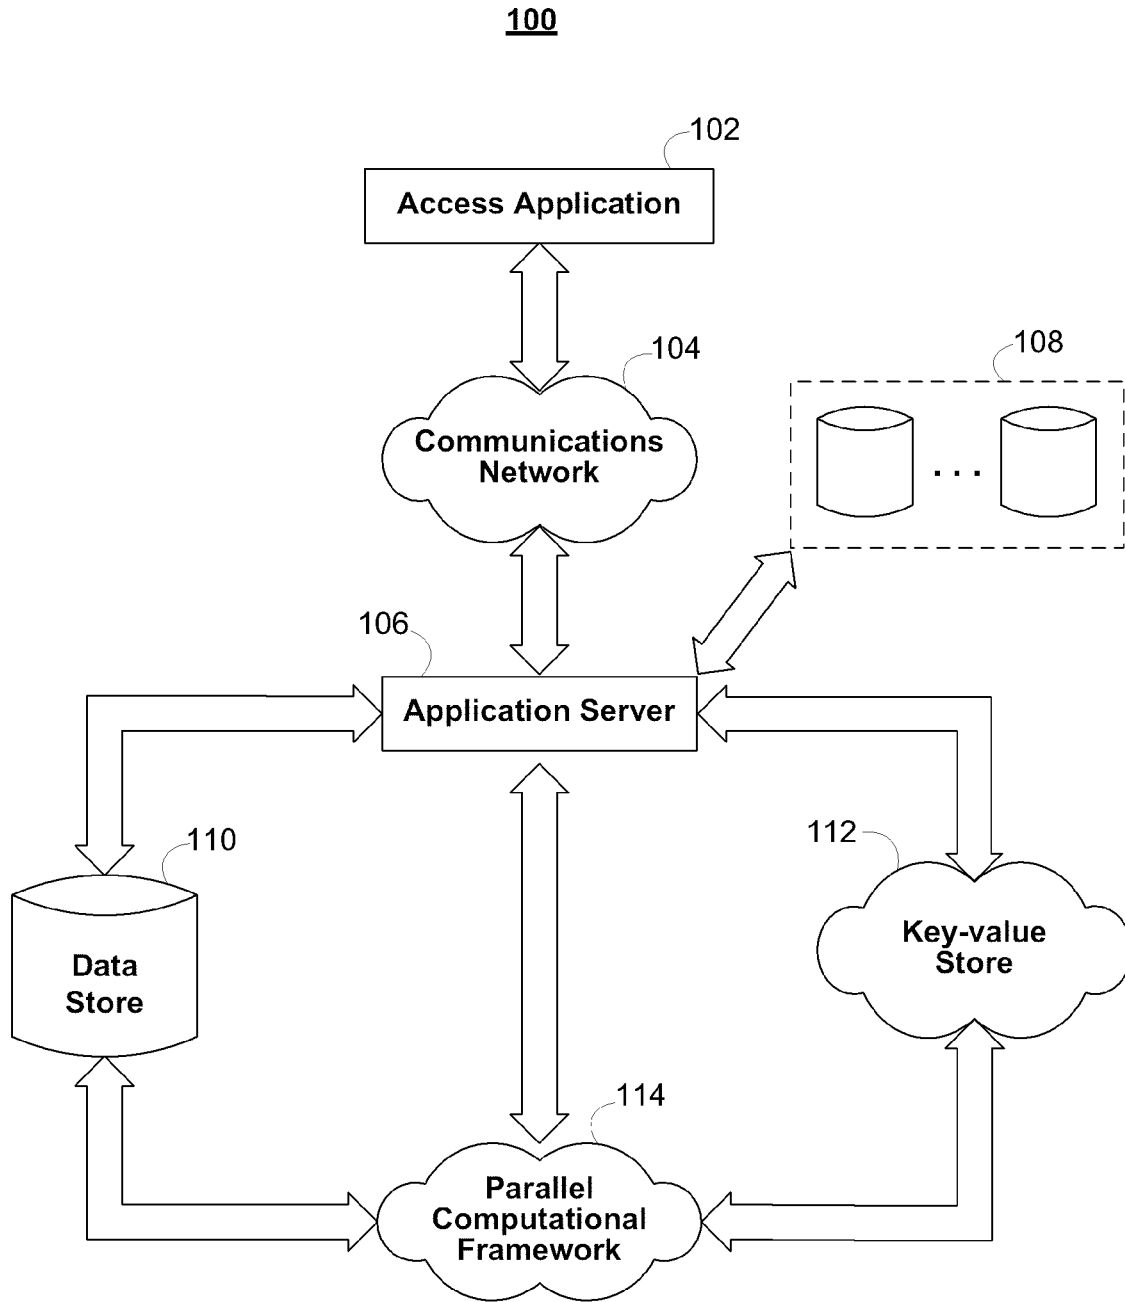 100
102
Access Application
104
108
Communications
Network
. . .
106
Application Server
110
112
Data
Store
Key-value
Store
114
Parallel
Computational
Framework